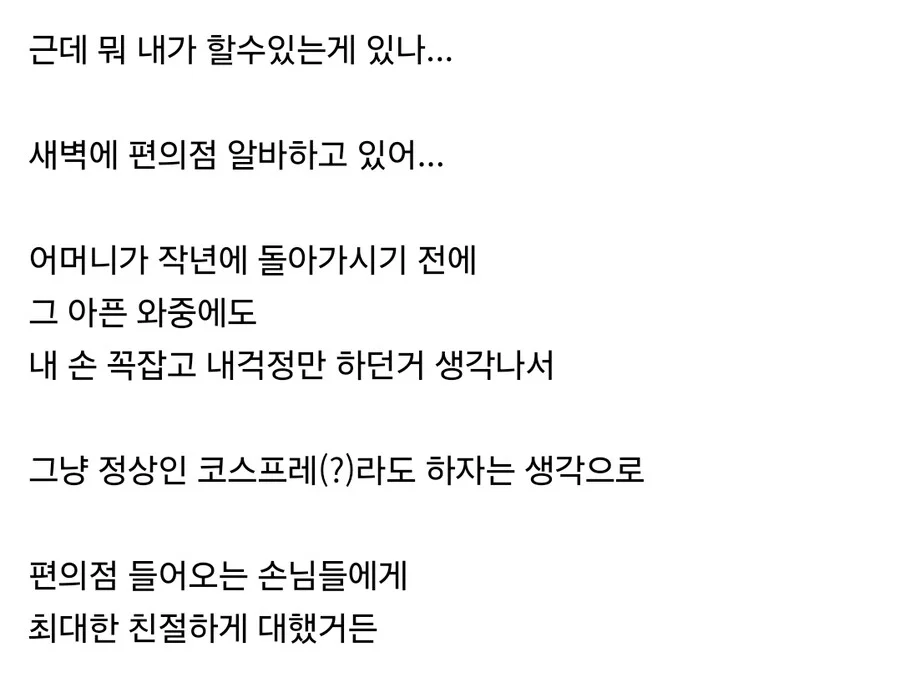 근데 뭐 내가 할수있는게 있나...
새벽에 편의점 알바하고 있어...
어머니가 작년에 돌아가시기 전에
그 아픈 와중에도
내 손 꼭잡고 내걱정만 하던거 생각나서
그냥 정상인 코스프레(?)라도 하자는 생각으로
편의점 들어오는 손님들에게
최대한 친절하게 대했거든